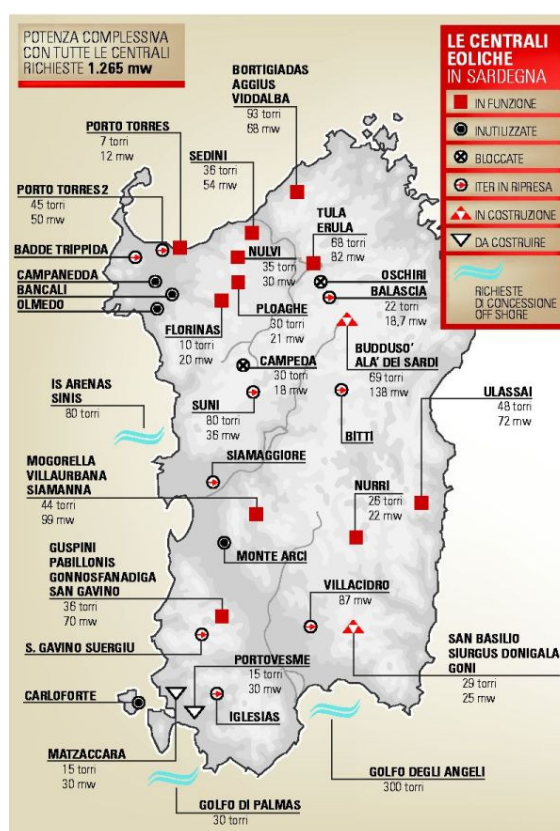 POTENZA COMPLESSIVA
CON TUTTE LE CENTRALI
RICHIESTE 1.265 mw
LE CENTRALI
EOLICHE
IN SARDEGNA
IN FUNZIONE
INUTILIZZATE
BLOCCATE
ITER IN RIPRESA
IN COSTRUZIONE
DA COSTRUIRE
RICHIESTE
DI CONCESSIONE
OFF SHORE
BORTIGIADAS
AGGIUS
VIDDALBA
93 torri
68 mw
PORTO TORRES
7 torri
12 mw
SEDINI
36 torri
54 mw
PORTO TORRES 2
45 torri
50 mw
TULA
ERULA
68 torri
82 mw
BADDE TRIPPIDA
NULVI
35 torri
30 mw
CAMPANEDDA
BANCALI
OLMEDO
OSCHIRI
BALASCIA
22 torri
18,7 mw
PLOAGHE
30 torri
21 mw
FLORINAS
10 torri
20 mw
BUDDUSO'
ALA' DEI SARDI
69 torri
138 mw
CAMPEDA
30 torri
18 mw
IS ARENAS
SINIS
80 torri
SUNI
80 torri
36 mw
BITTI
ULASSAI
48 torri
72 mw
SIAMAGGIORE
MOGORELLA
VILLAURBANA
SIAMANNA
44 torri
99 mw
NURRI
26 torri
22 mw
MONTE ARCI
GUSPINI
PABILLONIS
GONNOSFANADIGA
SAN GAVINO
36 torri
70 mw
VILLACIDRO
87 mw
S. GAVINO SUERGIU
SAN BASILIO
SIURGUS DONIGALA
GONI
29 torri
25 mw
PORTOVESME
15 torri
30 mw
CARLOFORTE
IGLESIAS
MATZACCARA
15 torri
30 mw
GOLFO DEGLI ANGELI
300 torri
GOLFO DI PALMAS
30 torri